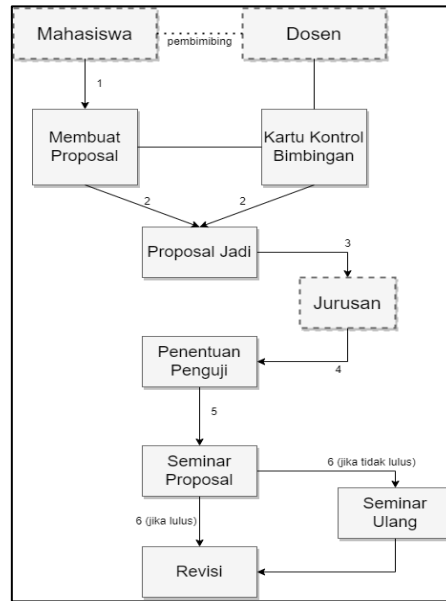 Mahasiswa
Dosen
pembimibing
1
Membuat
Proposal
Kartu Kontrol
Bimbingan
2
2
Proposal Jadi
3
Jurusan
Penentuan
Penguji
4
5
Seminar
Proposal
6 (jika tidak lulus)
6 (jika lulus)
Seminar
Ulang
Revisi